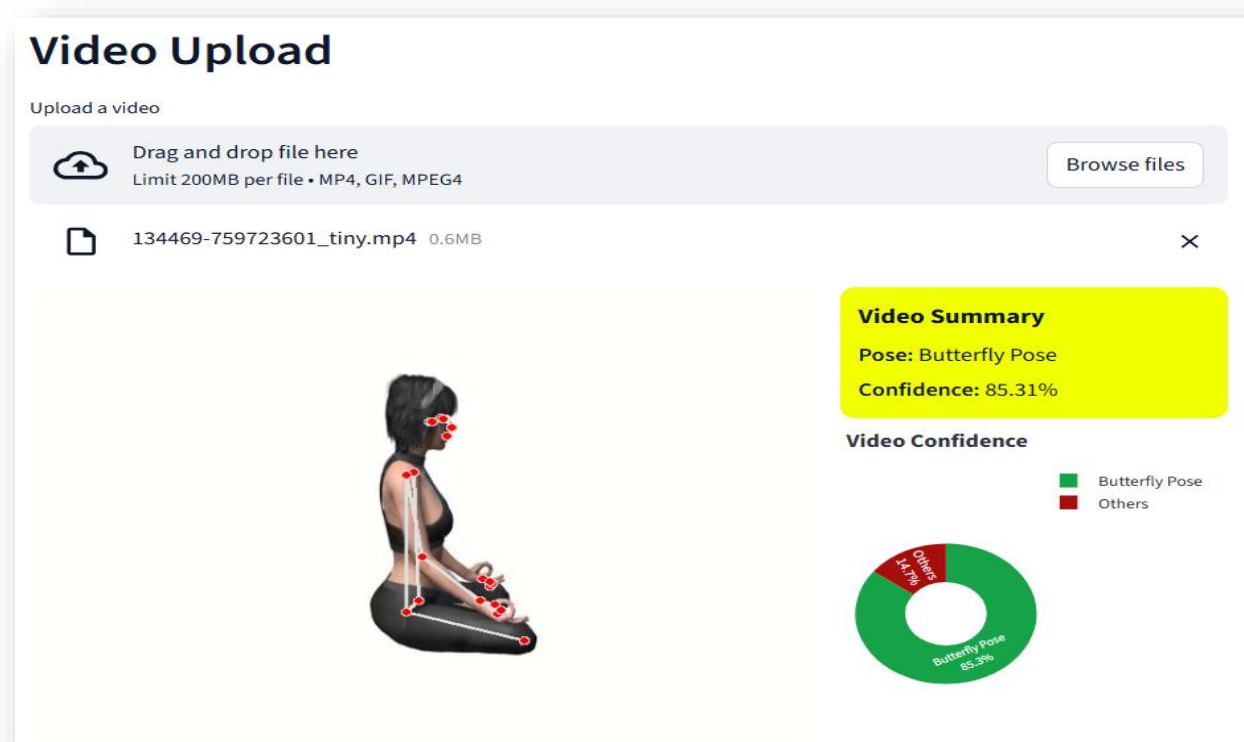 Video Upload
Upload a video
Drag and drop file here
Limit 200MB per file • MP4, GIF, MPEG4
Browse files
134469-759723601_tiny.mp4 0.6MB
Video Summary
Pose: Butterfly Pose
Confidence: 85.31%
Video Confidence
Butterfly Pose
Others
Others
14.7%
Butterfly Pose
85.3%